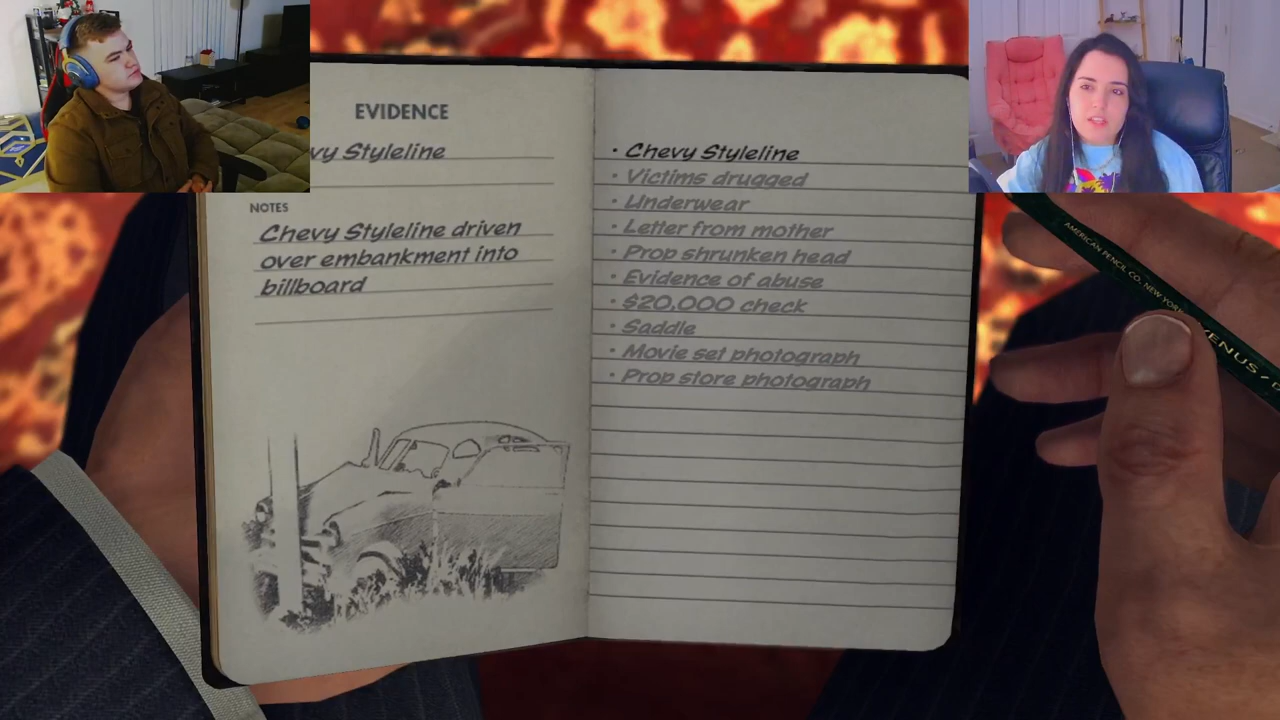 EVIDENCE
vy Styleline
NOTES
Chevy Styleline driven
over embankment into
billboard
· Chevy Styleline
· Victims drugged
· Underwear
· Letter from mother
· Prop shrunken head
· Evidence of abuse
· $20,000 check
· Saddle
· Movie set photograph
· Prop store photograph
AMERICAN PENCIL CO. NEW YORK
VENUS